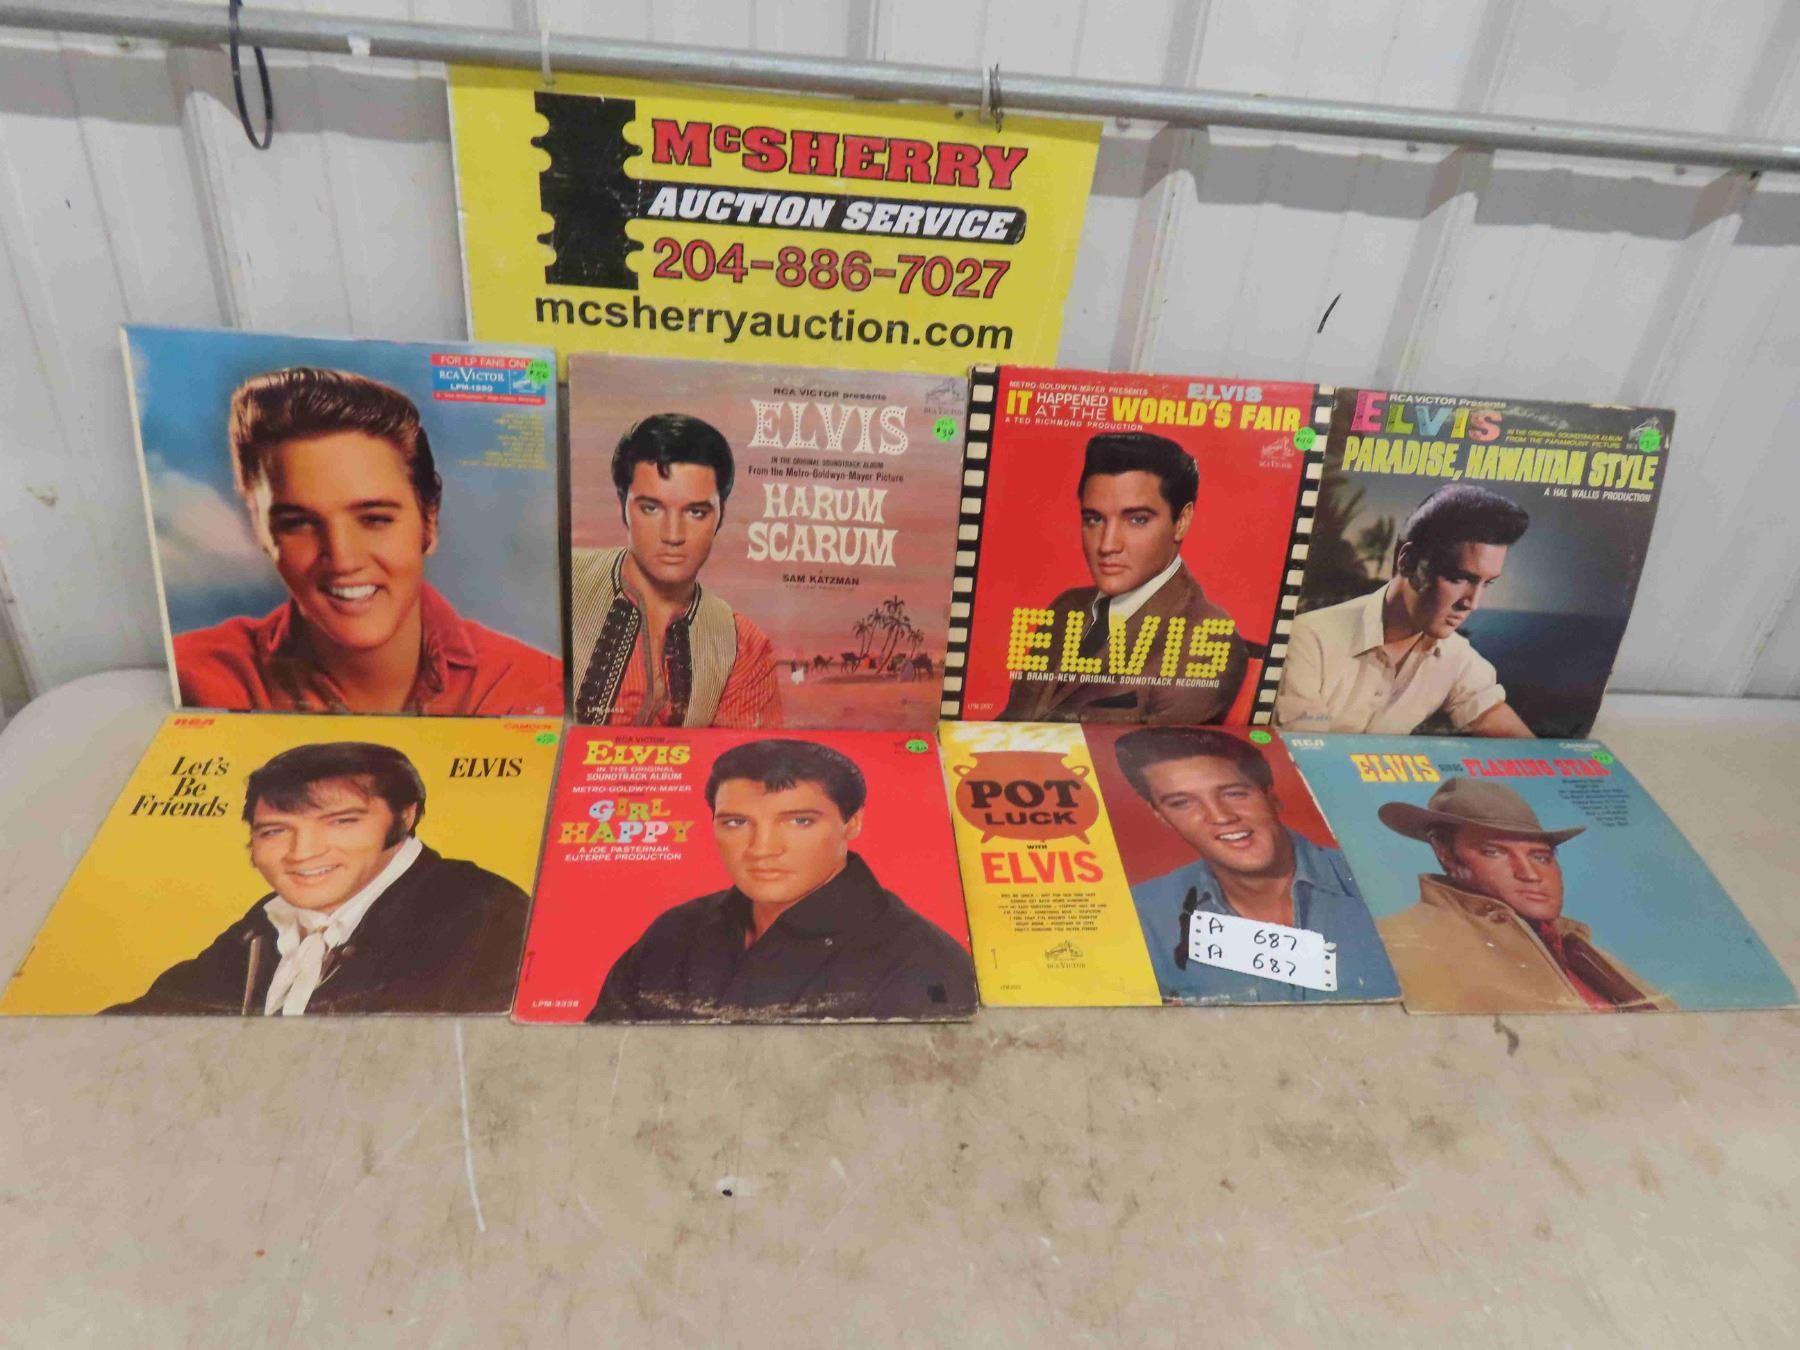 McSHERRY
AUCTION SERVICE
204-886-7027
mcsherryauction.com
FOR LP FANS ONLY
RCA VICTOR
LPM-1990
RCA VICTOR presents
ELVIS
IN THE ORIGINAL SOUNDTRACK ALBUM
From the Metro-Goldwyn-Mayer Picture
HARUM
SCARUM
A
SAM KATZMAN
$30
METRO-GOLDWYN-MAYER PRESENTS ELVIS
IT HAPPENED AT THE WORLD'S FAIR
A TED RICHMOND PRODUCTION
ELVIS
HIS BRAND-NEW ORIGINAL SOUNDTRACK RECORDING
RCA VICTOR Presents
ELVIS
IN THE ORIGINAL SOUNDTRACK ALBUM
FROM THE PARAMOUNT PICTURE
PARADISE, HAWAIIAN STYLE
A HAL WALLIS PRODUCTION
RCA
CAMDEN
Let's
Be
Friends
ELVIS
RCA VICTOR
ELVIS
IN THE ORIGINAL
SOUNDTRACK ALBUM
METRO-GOLDWYN-MAYER
GIRL
HAPPY
A JOE PASTERNAK
EUTERPE PRODUCTION
LPM-3338
POT
LUCK
WITH
ELVIS
RCA VICTOR
A 687
A 687
RCA
CAMDEN
ELVIS SINGS FLAMING STAR